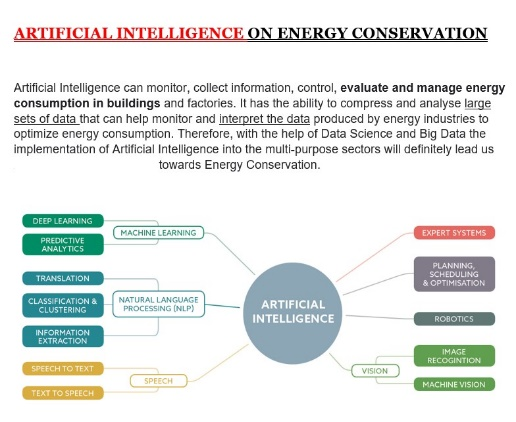 ARTIFICIAL INTELLIGENCE ON ENERGY CONSERVATION
Artificial Intelligence can monitor, collect information, control, evaluate and manage energy
consumption in buildings and factories. It has the ability to compress and analyse large
sets of data that can help monitor and interpret the data produced by energy industries to
optimize energy consumption. Therefore, with the help of Data Science and Big Data the
implementation of Artificial Intelligence into the multi-purpose sectors will definitely lead us
towards Energy Conservation.
DEEP LEARNING
PREDICTIVE
ANALYTICS
MACHINE LEARNING
TRANSLATION
CLASSIFICATION &
CLUSTERING
INFORMATION
EXTRACTION
NATURAL LANGUAGE
PROCESSING (NLP)
SPEECH TO TEXT
TEXT TO SPEECH
SPEECH
ARTIFICIAL
INTELLIGENCE
EXPERT SYSTEMS
PLANNING,
SCHEDULING
& OPTIMISATION
ROBOTICS
VISION
IMAGE
RECOGINTION
MACHINE VISION